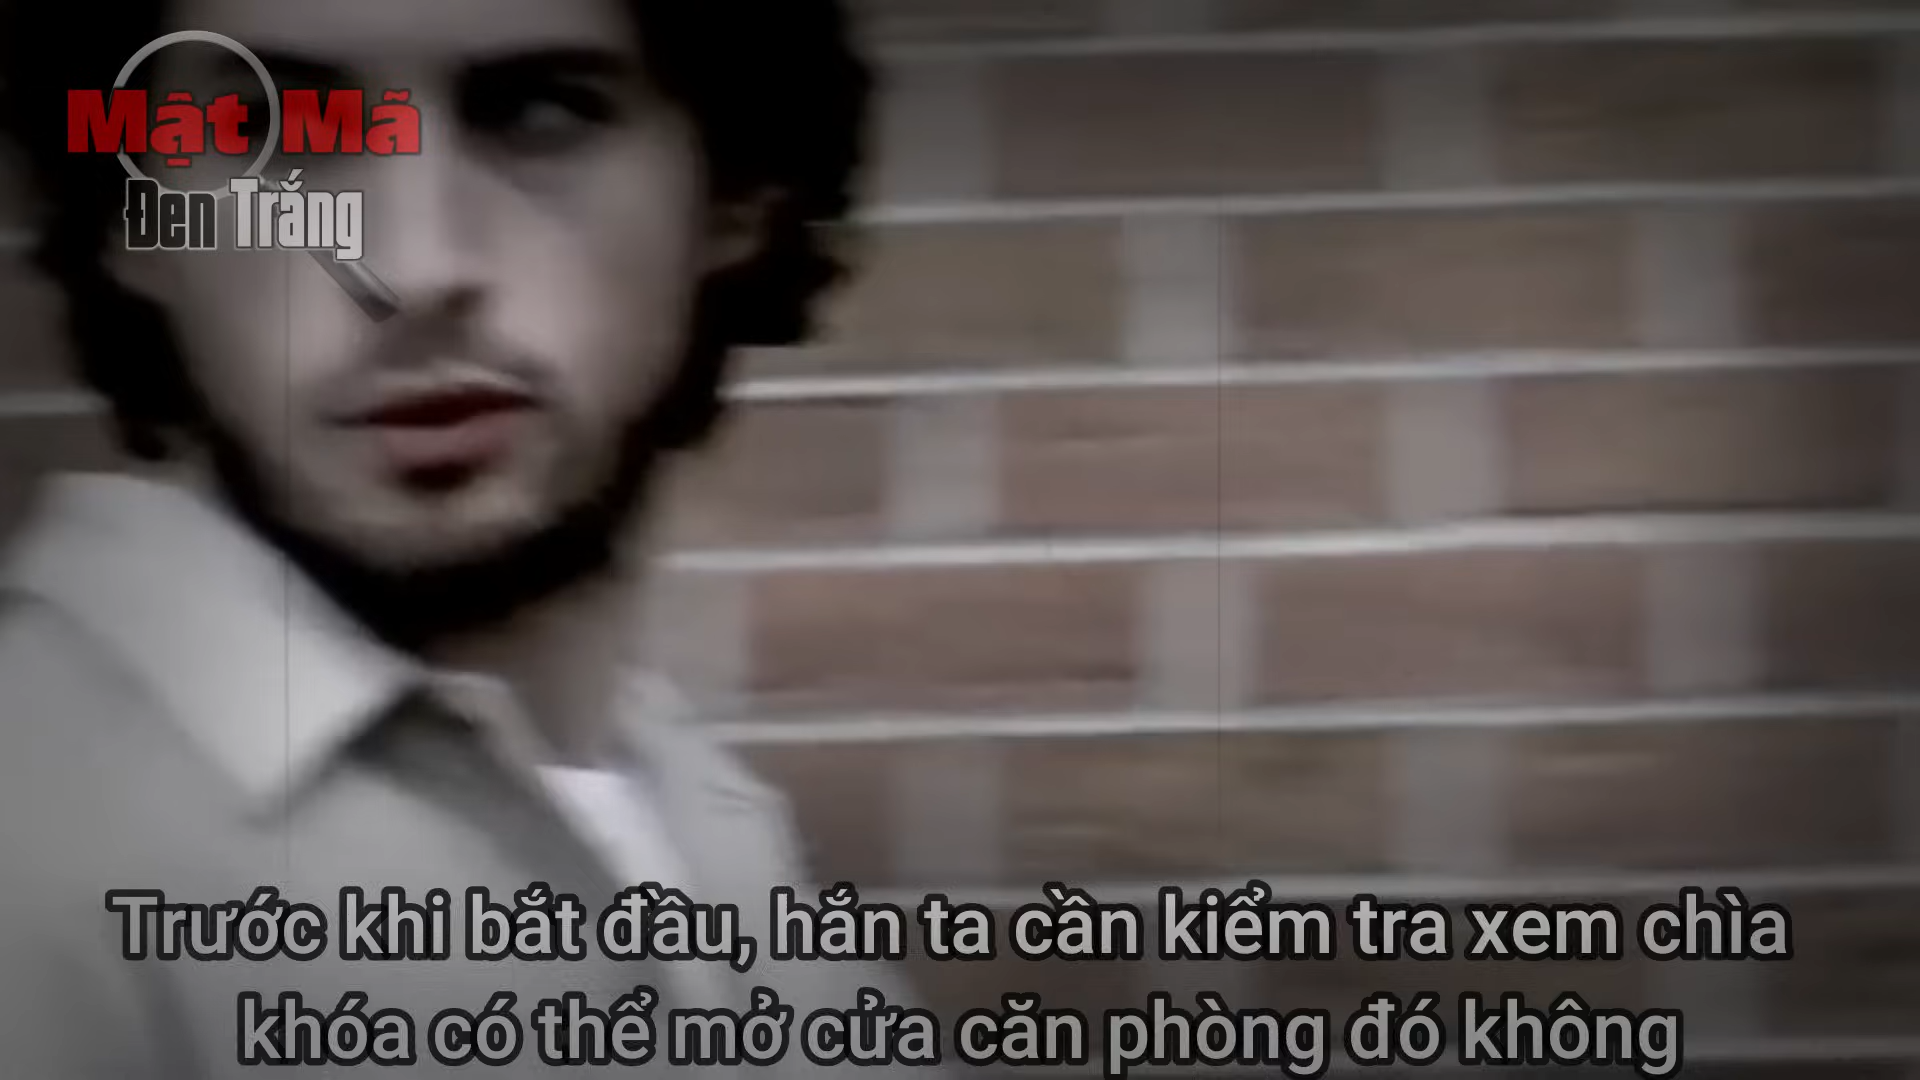 Mật Mã
Đen Trắng
Trước khi bắt đầu, hắn ta cần kiểm tra xem chìa
khóa có thể mở cửa căn phòng đó không